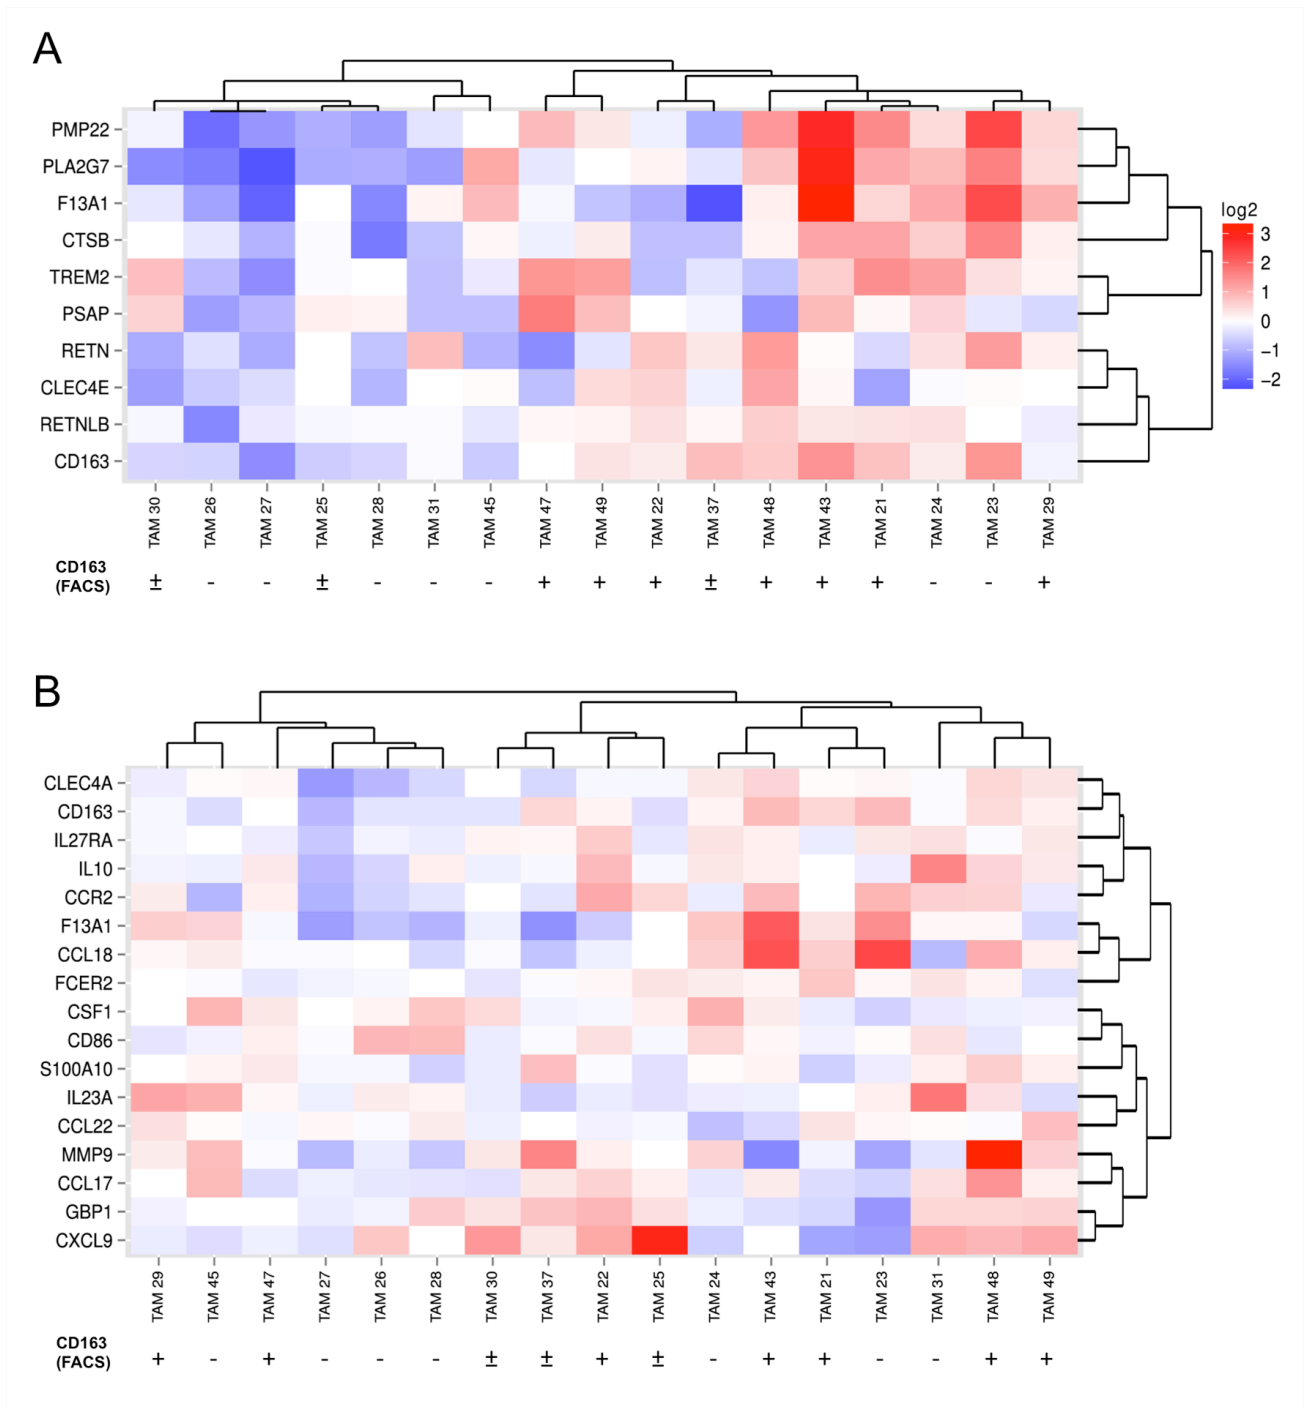 A
PMP22
PLA2G7
F13A1
CTSB
TREM2
PSAP
RETN
CLEC4E
RETNLB
CD163
log2
3
2
1
0
−1
−2
TAM 30 TAM 26 TAM 27 TAM 25 TAM 28 TAM 31 TAM 45 TAM 47 TAM 49 TAM 22 TAM 37 TAM 48 TAM 43 TAM 21 TAM 24 TAM 23 TAM 29
CD163
(FACS) ± - - ± - - - + + + ± + + + - - +
B
CLEC4A
CD163
IL27RA
IL10
CCR2
F13A1
CCL18
FCER2
CSF1
CD86
S100A10
IL23A
CCL22
MMP9
CCL17
GBP1
CXCL9
TAM 29 TAM 45 TAM 47 TAM 27 TAM 26 TAM 28 TAM 30 TAM 37 TAM 22 TAM 25 TAM 24 TAM 43 TAM 21 TAM 23 TAM 31 TAM 48 TAM 49
CD163
(FACS) + - + - - - ± ± + ± - + + - - + +